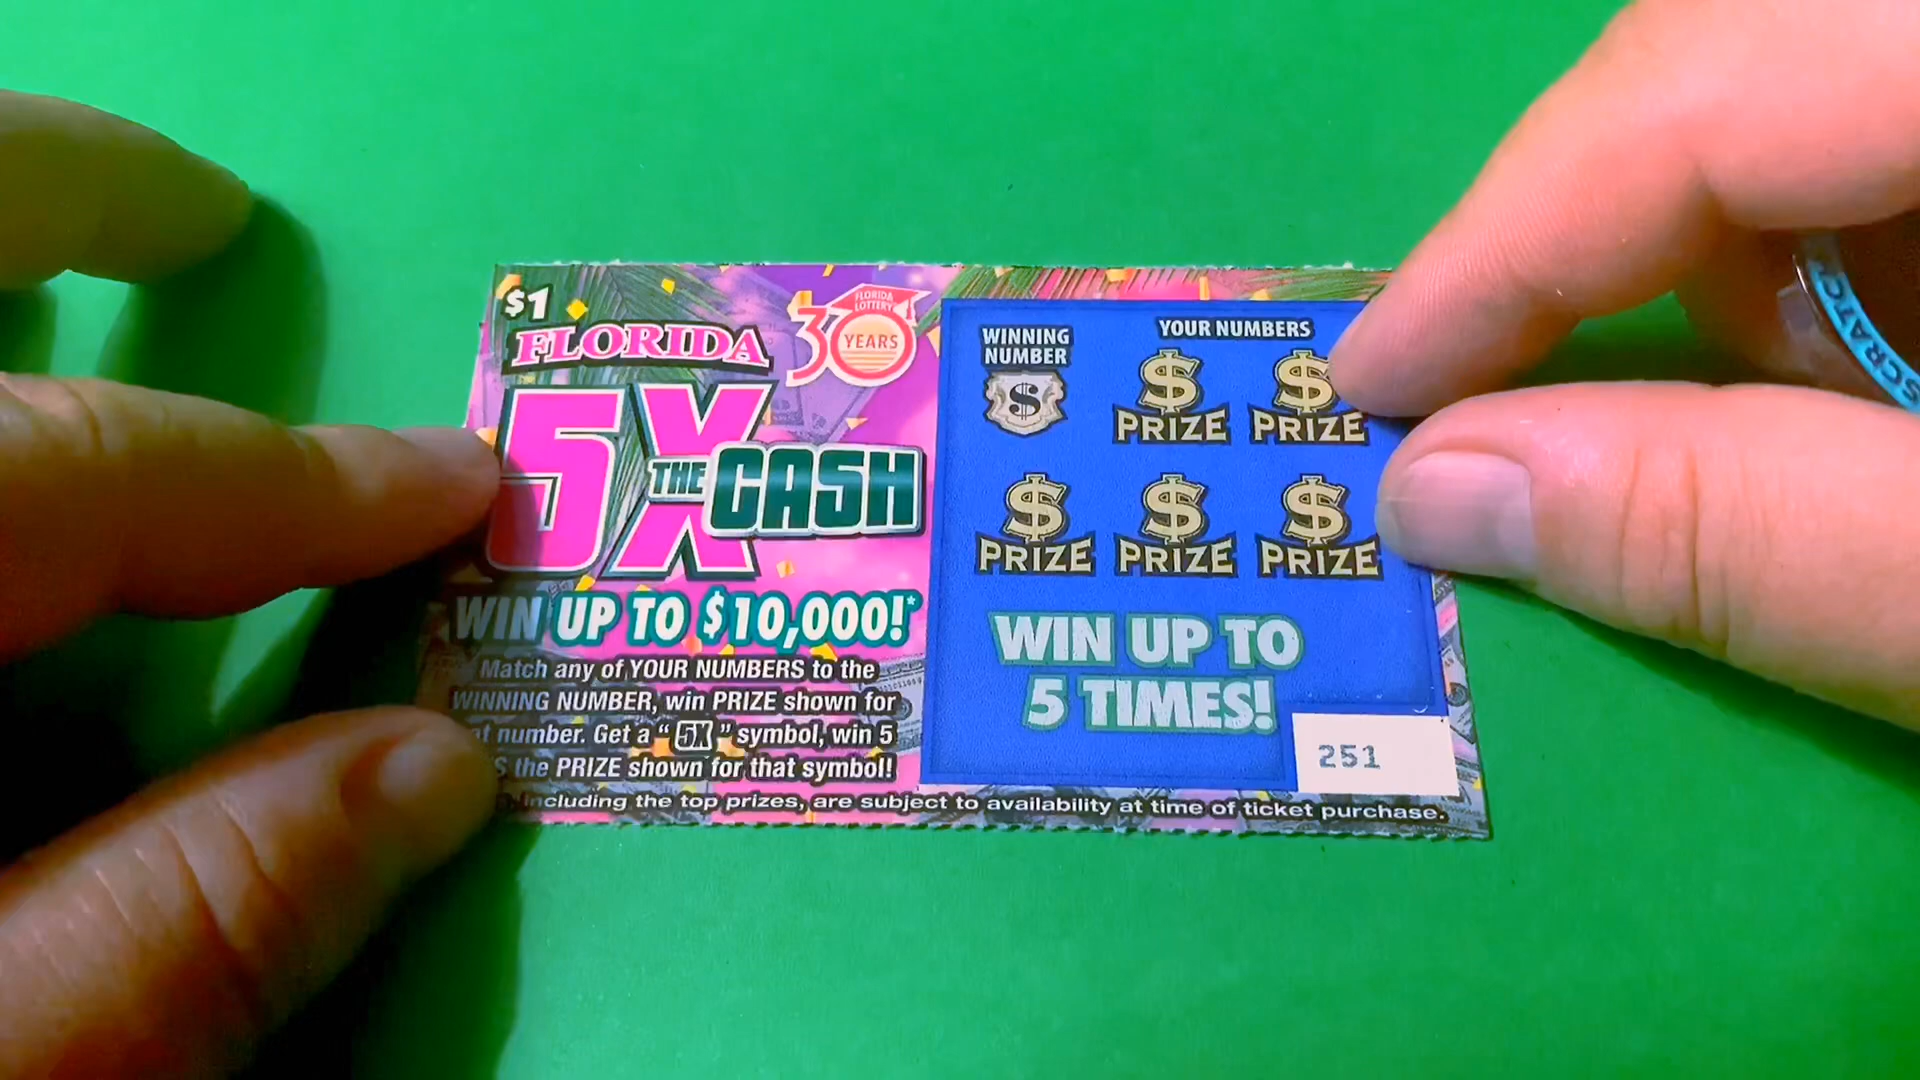 $1
FLORIDA
30 FLORIDA LOTTERY YEARS
5X THE CASH
WIN UP TO $10,000!*
Match any of YOUR NUMBERS to the
WINNING NUMBER, win PRIZE shown for
number. Get a "5X" symbol, win 5
the PRIZE shown for that symbol!
including the top prizes, are subject to availability at time of ticket purchase.
WINNING
NUMBER
$
YOUR NUMBERS
$ $
PRIZE PRIZE
$ $ $
PRIZE PRIZE PRIZE
WIN UP TO
5 TIMES!
251
SCRATC